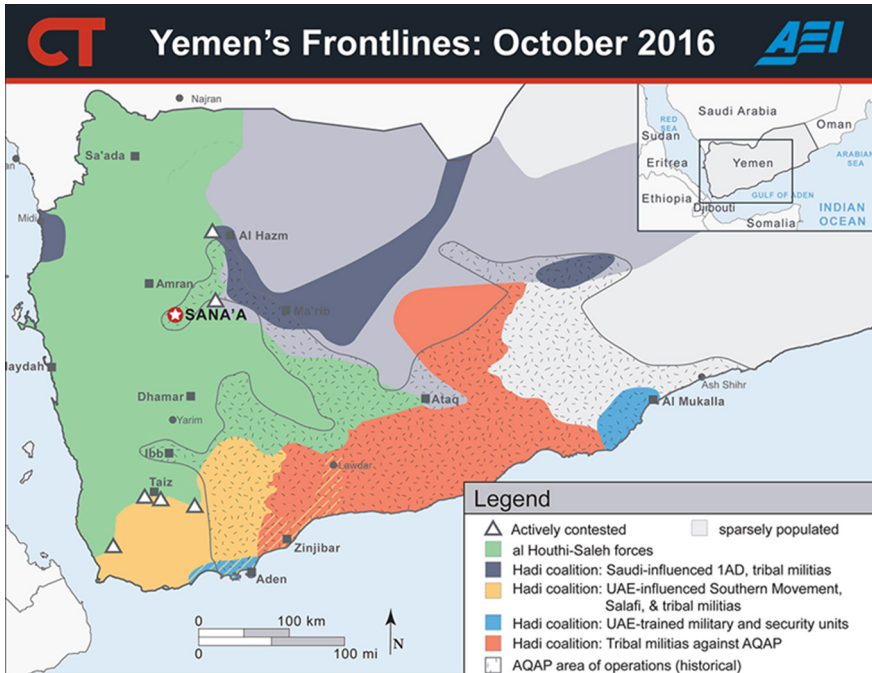 CT
Yemen's Frontlines: October 2016
AEI
Najran
Sa'ada
Midi
Al Hazm
Amran
SANA'A
Ma'rib
laydah
Dhamar
Yarim
Ataq
Ash Shihr
Al Mukalla
Ibb
Lawdar
Taiz
Zinjibar
Aden
Saudi Arabia
RED
SEA
Sudan
Oman
Eritrea
Yemen
ARABIAN
SEA
Ethiopia
GULF OF ADEN
Djibouti
INDIAN
OCEAN
Somalia
0 100 km
0 100 mi
N
Legend
Actively contested
sparsely populated
al Houthi-Saleh forces
Hadi coalition: Saudi-influenced 1AD, tribal militias
Hadi coalition: UAE-influenced Southern Movement,
Salafi, & tribal militias
Hadi coalition: UAE-trained military and security units
Hadi coalition: Tribal militias against AQAP
AQAP area of operations (historical)